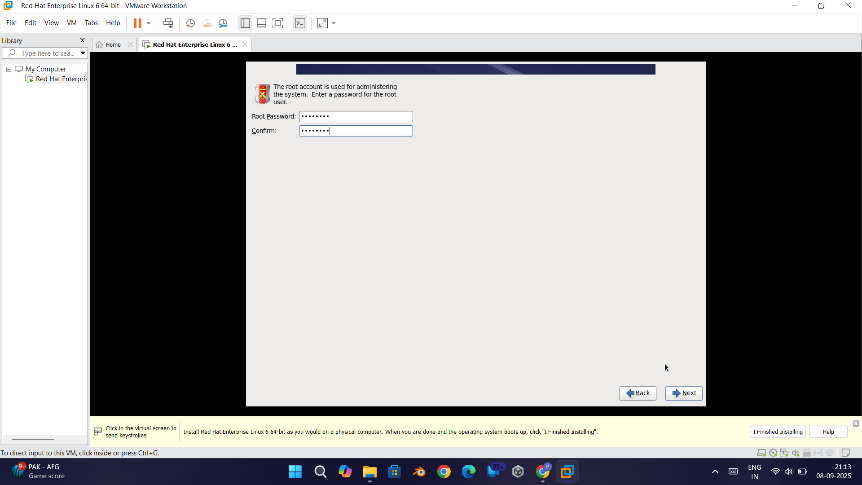 Red Hat Enterprise Linux 6 64-bit - VMware Workstation
File Edit View VM Tabs Help
Library
Type here to sea...
Home
Red Hat Enterprise Linux 6 ...
My Computer
Red Hat Enterpris
The root account is used for administering
the system. Enter a password for the root
user.
Root Password: ••••••••
Confirm: ••••••••
Back
Next
Click in the virtual screen to
send keystrokes
Install Red Hat Enterprise Linux 6 64-bit as you would on a physical computer. When you are done and the operating system boots up, click "I Finished Installing".
I Finished Installing
Help
To direct input to this VM, click inside or press Ctrl+G.
PAK - AFG
Game score
ENG
IN
21:13
08-09-2025